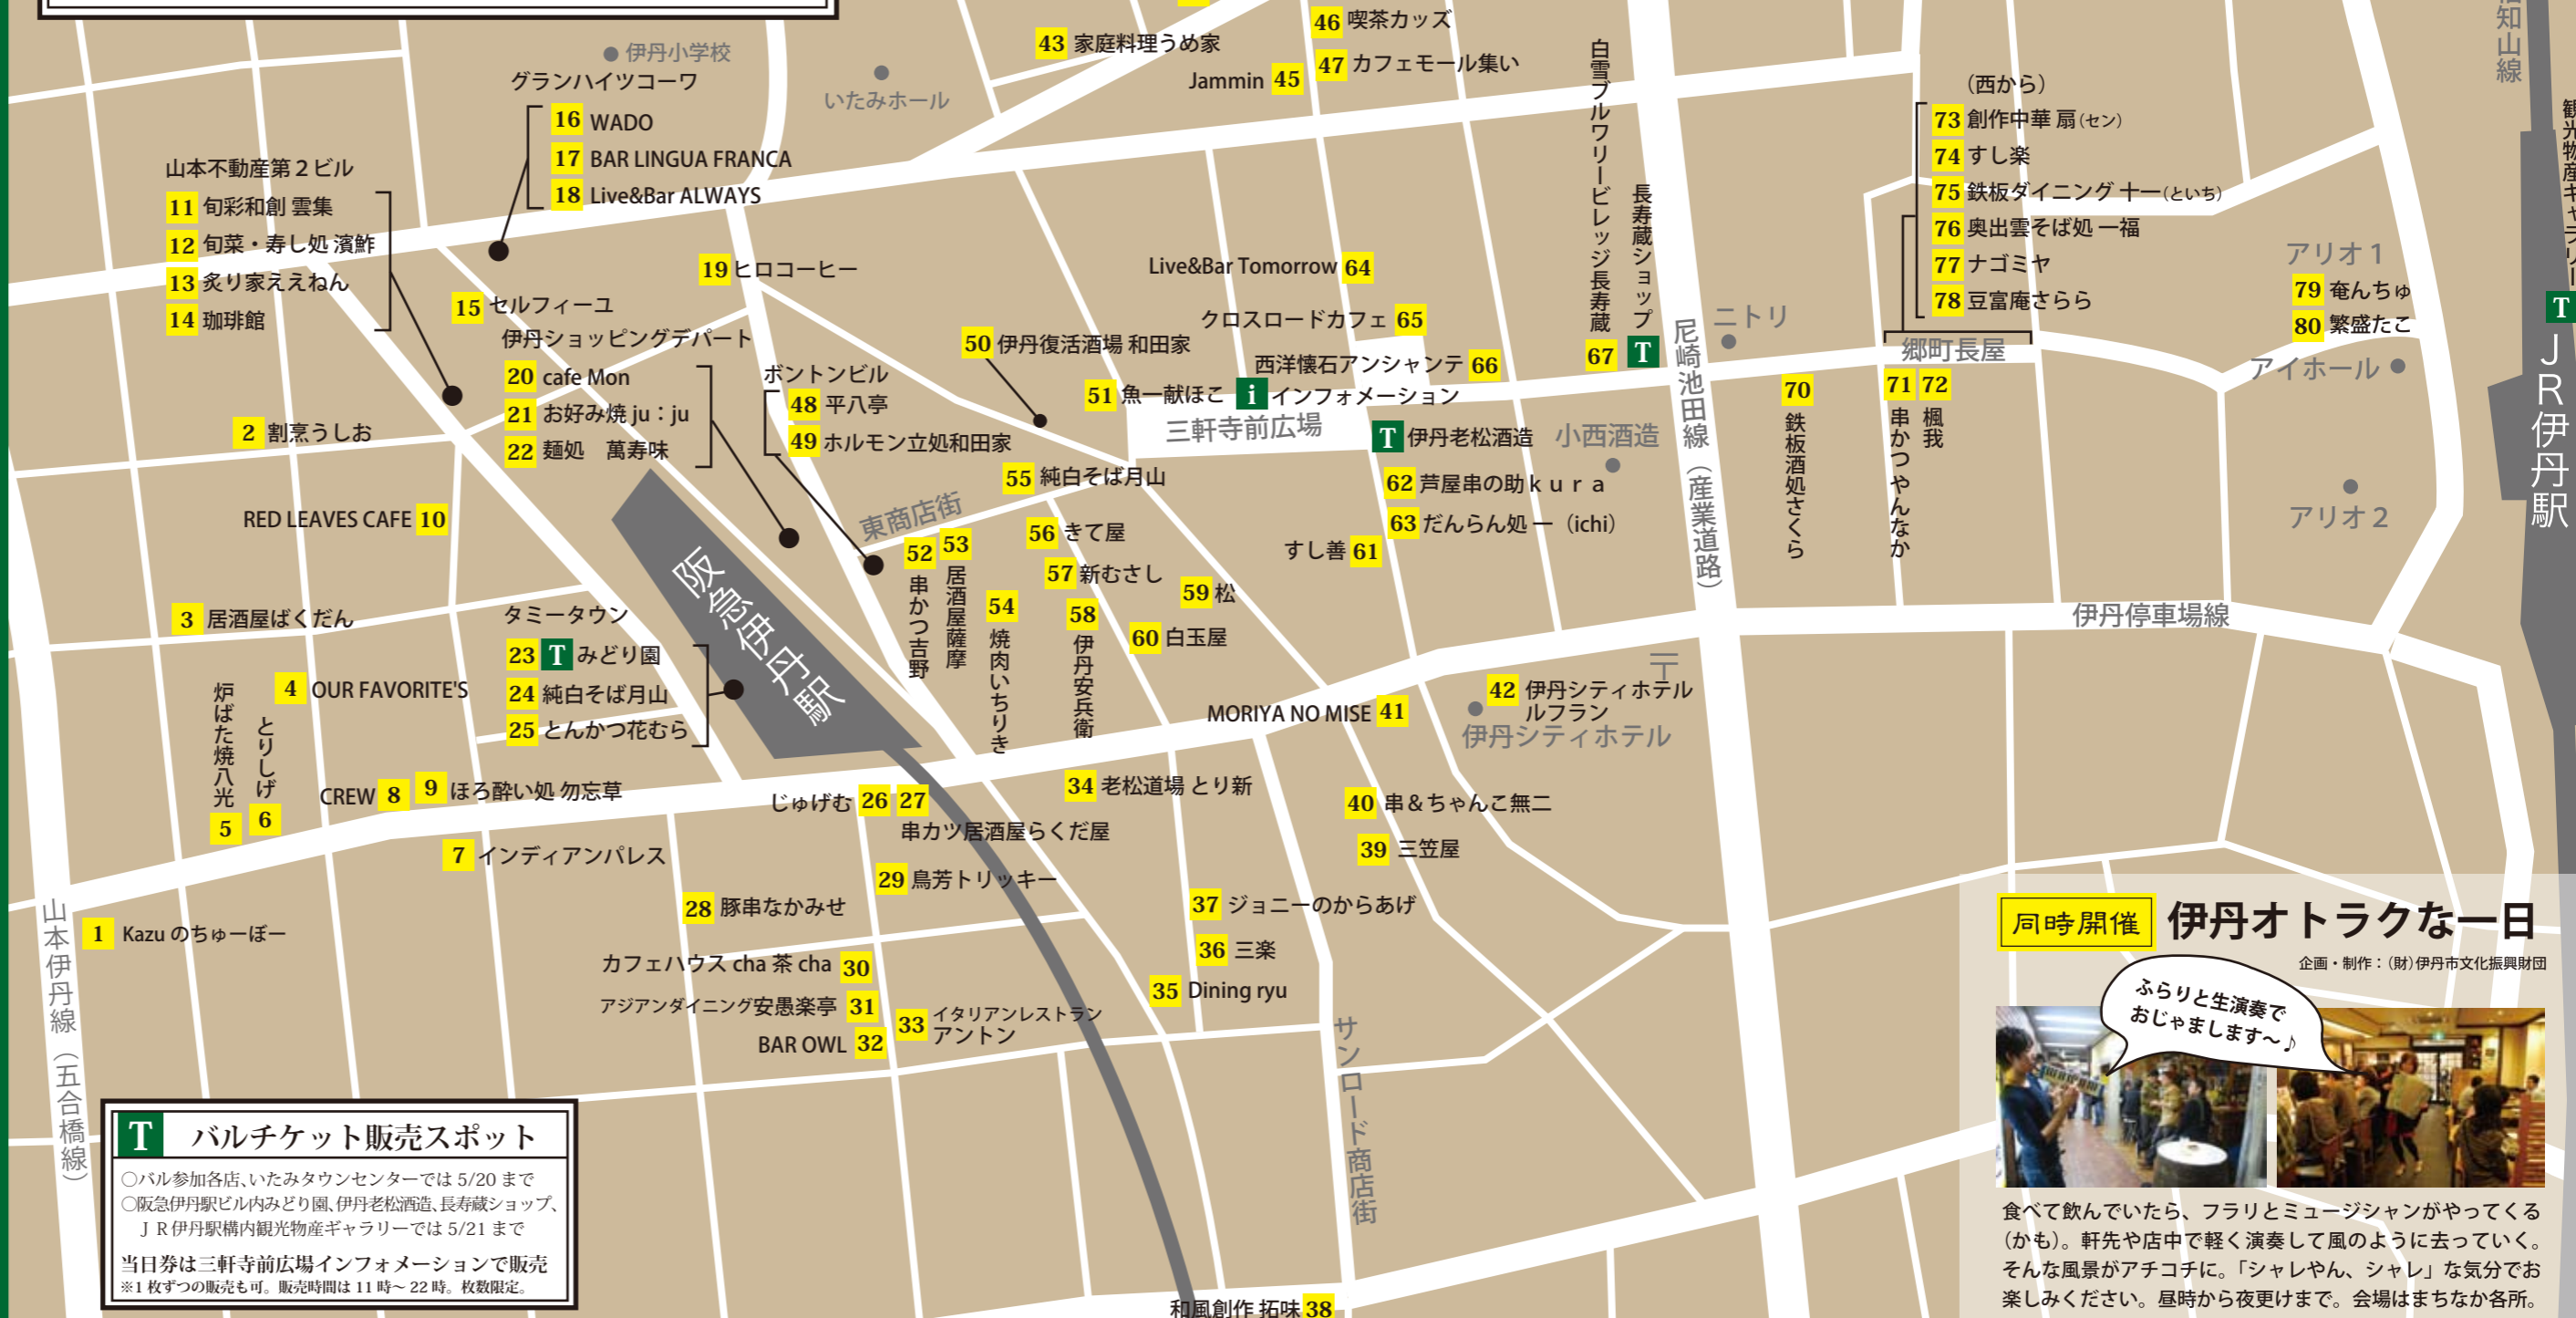 伊丹小学校
いたみホール
グランハイツコーワ
16 WADO
17 BAR LINGUA FRANCA
18 Live&Bar ALWAYS
43 家庭料理うめ家
Jammin 45
46 喫茶カッズ
47 カフェモール集い
山本不動産第２ビル
11 旬彩和創 雲集
12 旬菜・寿し処 濱鮓
13 炙り家ええねん
14 珈琲館
15 セルフィーユ
19 ヒロコーヒー
伊丹ショッピングデパート
20 cafe Mon
21 お好み焼 ju：ju
22 麺処　萬寿味
ボントンビル
48 平八亭
49 ホルモン立処和田家
50 伊丹復活酒場 和田家
51 魚一献ほこ
i インフォメーション
三軒寺前広場
Live&Bar Tomorrow 64
クロスロードカフェ 65
西洋懐石アンシャンテ 66
白雪ブルワリービレッジ長寿蔵
67
長寿蔵ショップ
T
尼崎池田線（産業道路）
ニトリ
T 伊丹老松酒造
小西酒造
62 芦屋串の助ｋｕｒａ
63 だんらん処 一（ichi）
すし善 61
（西から）
73 創作中華 扇（セン）
74 すし楽
75 鉄板ダイニング 十一（といち）
76 奥出雲そば処 一福
77 ナゴミヤ
78 豆富庵さらら
郷町長屋
70
鉄板酒処さくら
71
串かつ やんなか
72
楓我
アリオ１
79 奄んちゅ
80 繁盛たこ
アイホール
アリオ２
知山線
観光物産ギャラリー
T
ＪＲ伊丹駅
2 割烹うしお
RED LEAVES CAFE 10
3 居酒屋ばくだん
4 OUR FAVORITE'S
炉ばた焼八光
5
とりしげ
6
CREW 8
9 ほろ酔い処 勿忘草
7 インディアンパレス
1 Kazu のちゅーぼー
山本伊丹線（五合橋線）
タミータウン
23 T みどり園
24 純白そば月山
25 とんかつ花むら
阪急伊丹駅
東商店街
52
串かつ吉野
53
居酒屋薩摩
54
焼肉いちりき
55 純白そば月山
56 きて屋
57 新むさし
58
伊丹安兵衛
59 松
60 白玉屋
伊丹停車場線
〒
MORIYA NO MISE 41
42 伊丹シティホテル
ルフラン
伊丹シティホテル
じゅげむ 26 27
串カツ居酒屋らくだ屋
34 老松道場 とり新
40 串＆ちゃんこ無二
39 三笠屋
29 鳥芳トリッキー
28 豚串なかみせ
37 ジョニーのからあげ
36 三楽
35 Dining ryu
カフェハウス cha 茶 cha 30
アジアンダイニング安愚楽亭 31
BAR OWL 32
33 イタリアンレストラン
アントン
サンロード商店街
和風創作 拓味 38
T バルチケット販売スポット
○バル参加各店、いたみタウンセンターでは 5/20 まで
○阪急伊丹駅ビル内みどり園、伊丹老松酒造、長寿蔵ショップ、
ＪＲ伊丹駅構内観光物産ギャラリーでは 5/21 まで
当日券は三軒寺前広場インフォメーションで販売
※1 枚ずつの販売も可。販売時間は 11 時～ 22 時。枚数限定。
同時開催 伊丹オトラクな一日
企画・制作：（財）伊丹市文化振興財団
ふらりと生演奏で
おじゃまします～♪
食べて飲んでいたら、フラリとミュージシャンがやってくる
（かも）。軒先や店中で軽く演奏して風のように去っていく。
そんな風景がアチコチに。「シャレやん、シャレ」な気分でお
楽しみください。昼時から夜更けまで。会場はまちなか各所。